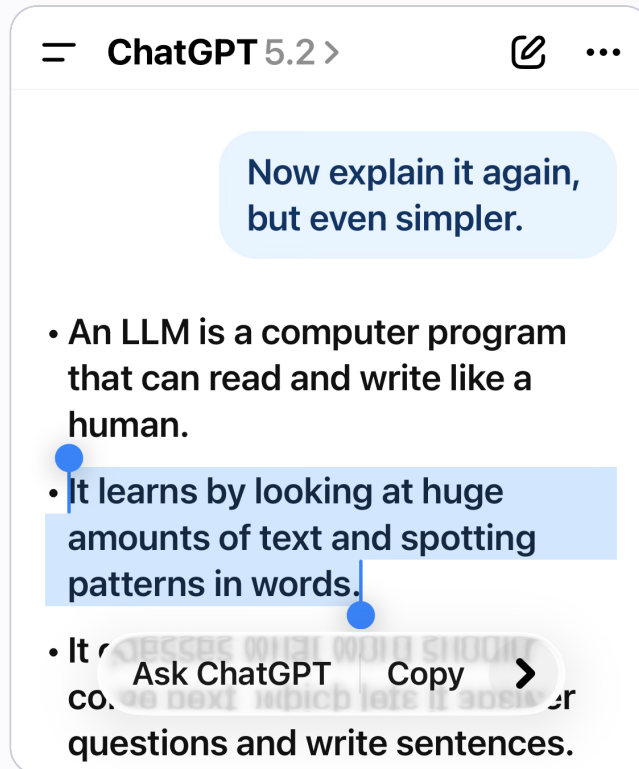 ChatGPT 5.2 >
Now explain it again,
but even simpler.
• An LLM is a computer program
that can read and write like a
human.
• It learns by looking at huge
amounts of text and spotting
patterns in words.
• It
Ask ChatGPT Copy
questions and write sentences.